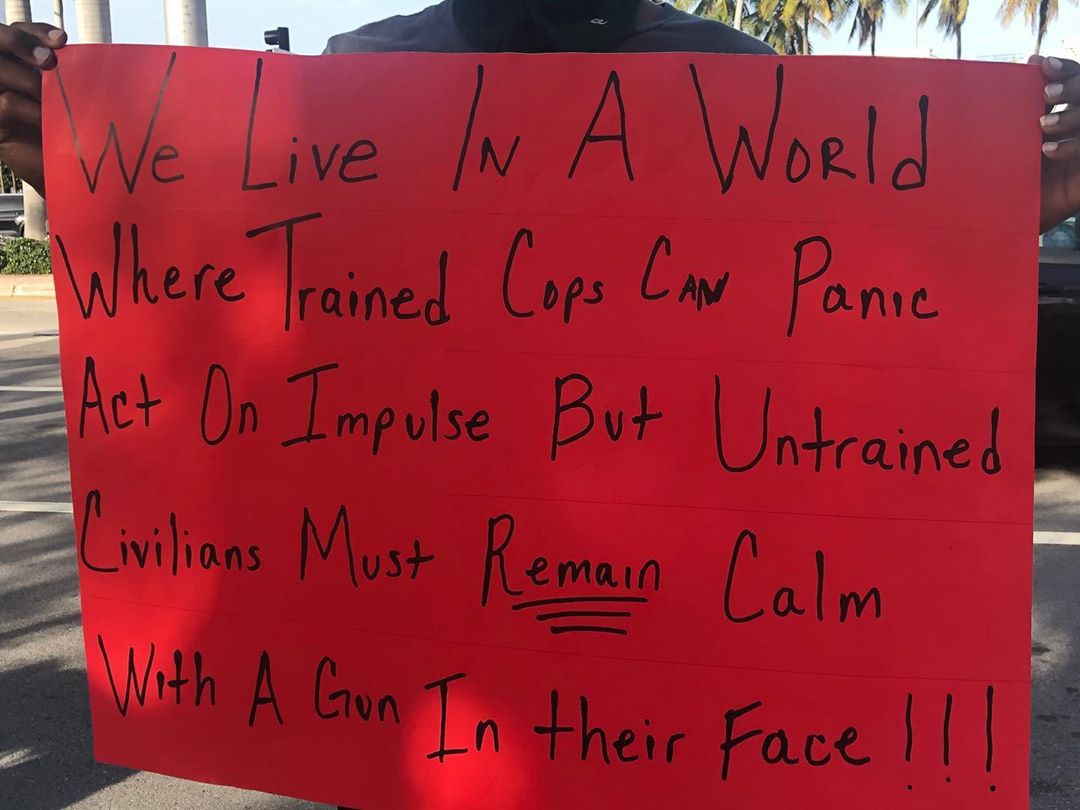 We Live In A World
Where Trained Cops Can Panic
Act On Impulse But Untrained
Civilians Must Remain Calm
With A Gun In their Face!!!